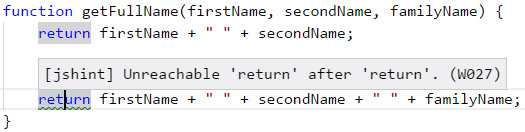 function getFullName(firstName, secondName, familyName) {
return firstName + " " + secondName;
[jshint] Unreachable 'return' after 'return'. (W027)
return firstName + " " + secondName + " " + familyName;
}